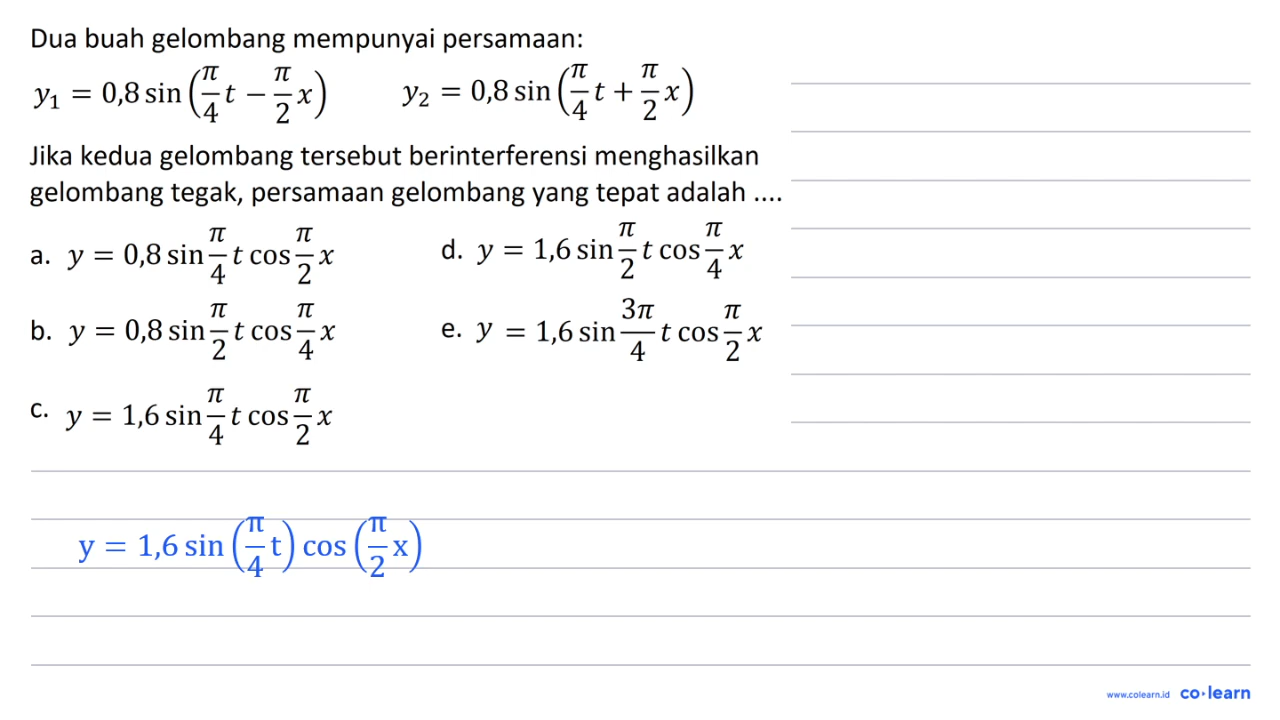 Dua buah gelombang mempunyai persamaan:
y₁ = 0,8 sin(π/4 t − π/2 x) y₂ = 0,8 sin(π/4 t + π/2 x)
Jika kedua gelombang tersebut berinterferensi menghasilkan
gelombang tegak, persamaan gelombang yang tepat adalah ....
a. y = 0,8 sin π/4 t cos π/2 x
b. y = 0,8 sin π/2 t cos π/4 x
c. y = 1,6 sin π/4 t cos π/2 x
d. y = 1,6 sin π/2 t cos π/4 x
e. y = 1,6 sin 3π/4 t cos π/2 x
y = 1,6 sin (π/4 t) cos (π/2 x)
www.colearn.id co·learn